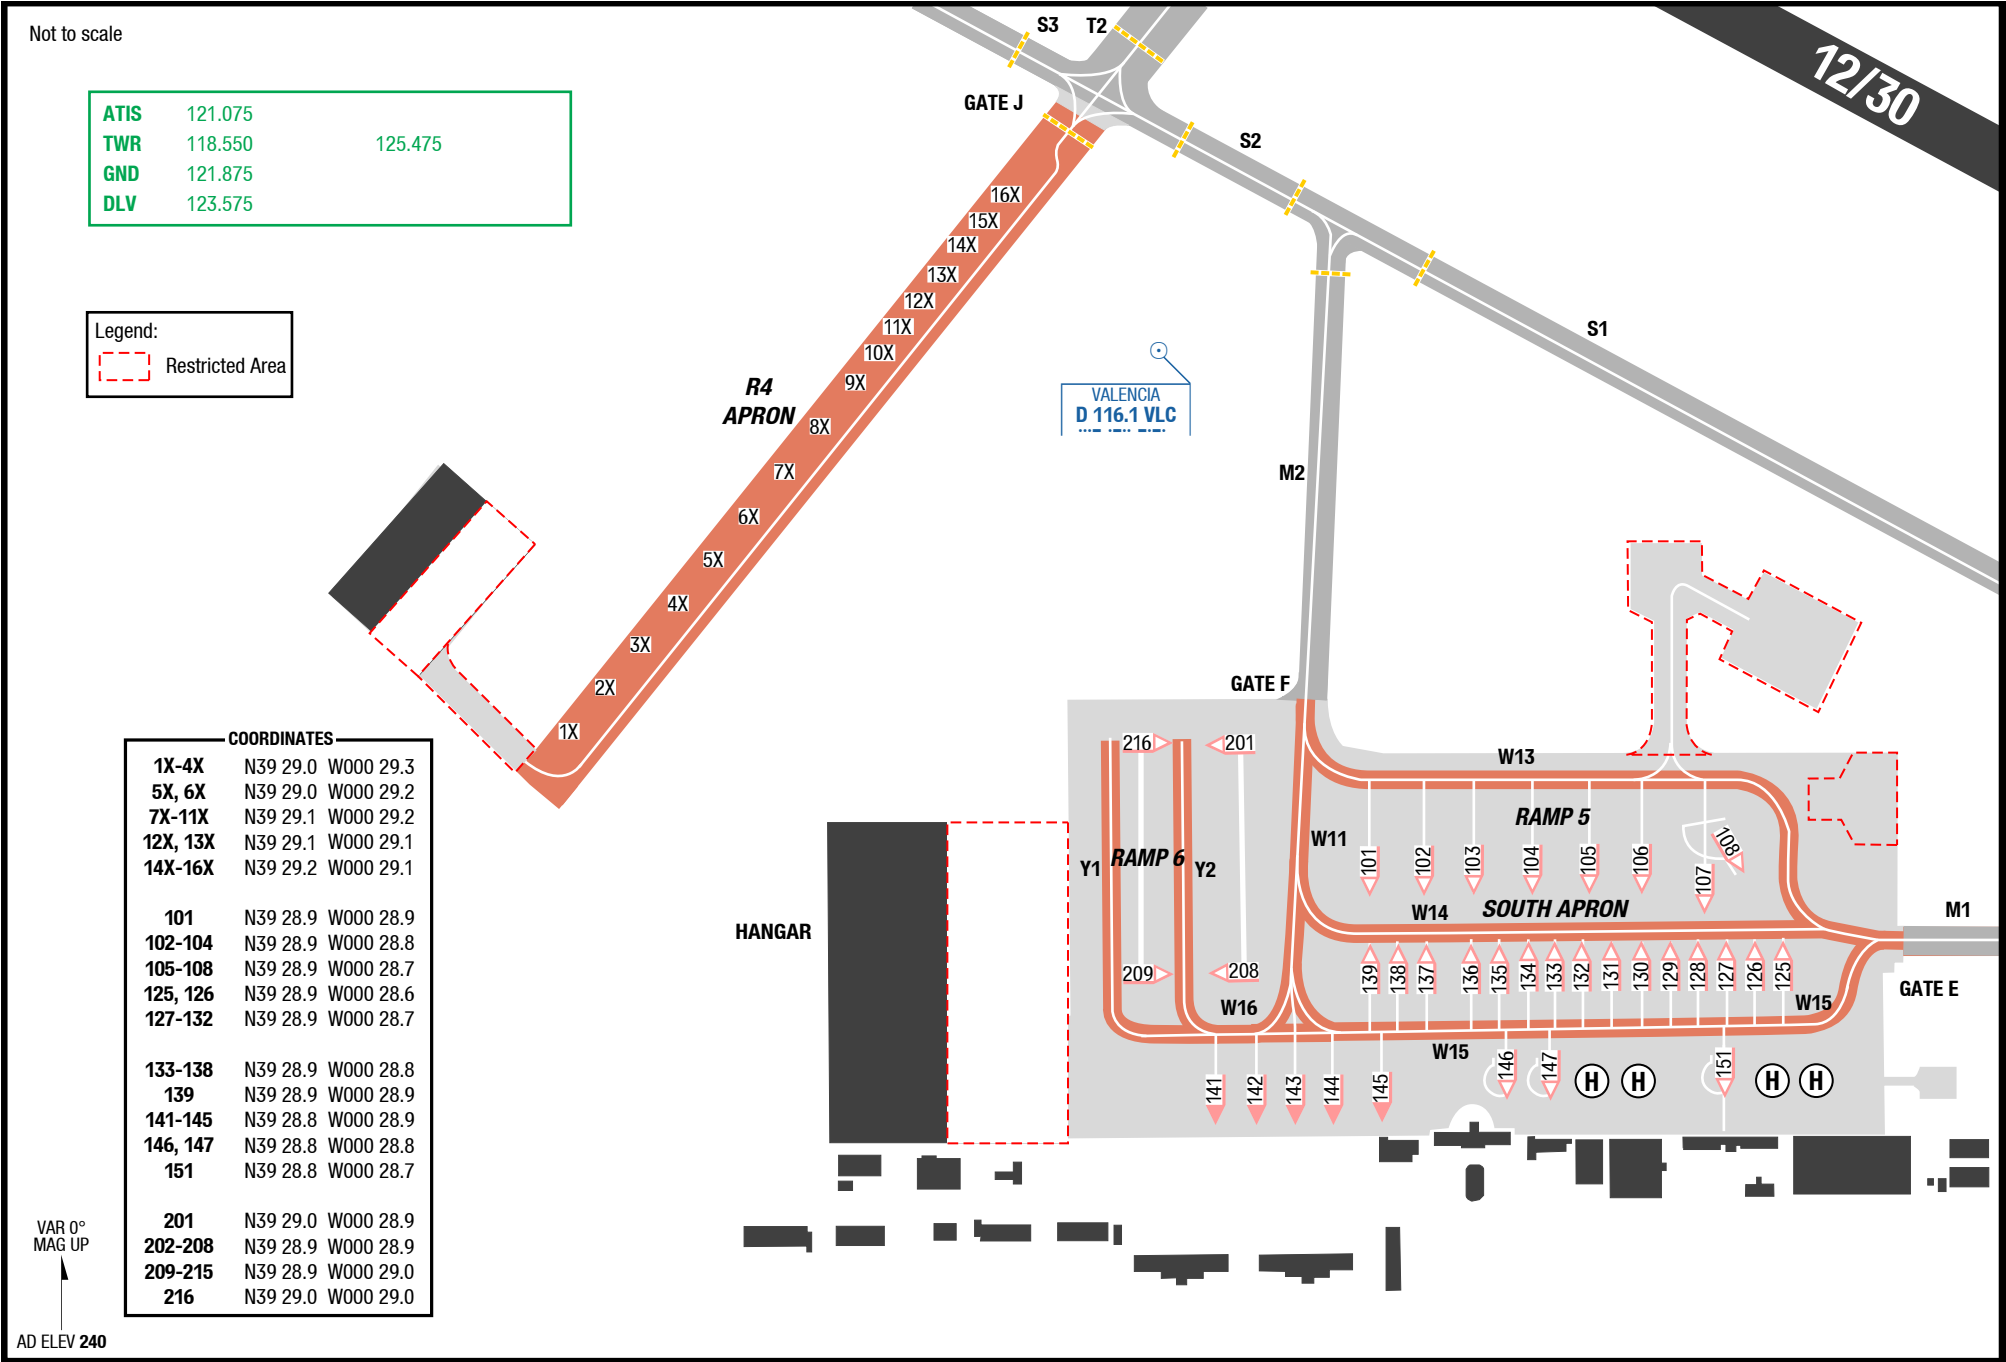 Not to scale
S3
T2
12/30
ATIS 121.075
TWR 118.550 125.475
GND 121.875
DLV 123.575
GATE J
S2
16X
15X
14X
13X
12X
11X
10X
9X
8X
7X
6X
5X
4X
3X
2X
1X
Legend:
Restricted Area
S1
R4
APRON
VALENCIA
D 116.1 VLC
M2
GATE F
COORDINATES
1X-4X N39 29.0 W000 29.3
5X, 6X N39 29.0 W000 29.2
7X-11X N39 29.1 W000 29.2
12X, 13X N39 29.1 W000 29.1
14X-16X N39 29.2 W000 29.1
101 N39 28.9 W000 28.9
102-104 N39 28.9 W000 28.8
105-108 N39 28.9 W000 28.7
125, 126 N39 28.9 W000 28.6
127-132 N39 28.9 W000 28.7
133-138 N39 28.9 W000 28.8
139 N39 28.9 W000 28.9
141-145 N39 28.8 W000 28.9
146, 147 N39 28.8 W000 28.8
151 N39 28.8 W000 28.7
201 N39 29.0 W000 28.9
202-208 N39 28.9 W000 28.9
209-215 N39 28.9 W000 29.0
216 N39 29.0 W000 29.0
216
201
W13
RAMP 5
W11
Y1
RAMP 6
Y2
101
102
103
104
105
106
107
108
HANGAR
W14
SOUTH APRON
M1
209
208
139
138
137
136
135
134
133
132
131
130
129
128
127
126
125
GATE E
W16
W15
W15
141
142
143
144
145
146
147
H
H
151
H
H
VAR 0°
MAG UP
AD ELEV 240